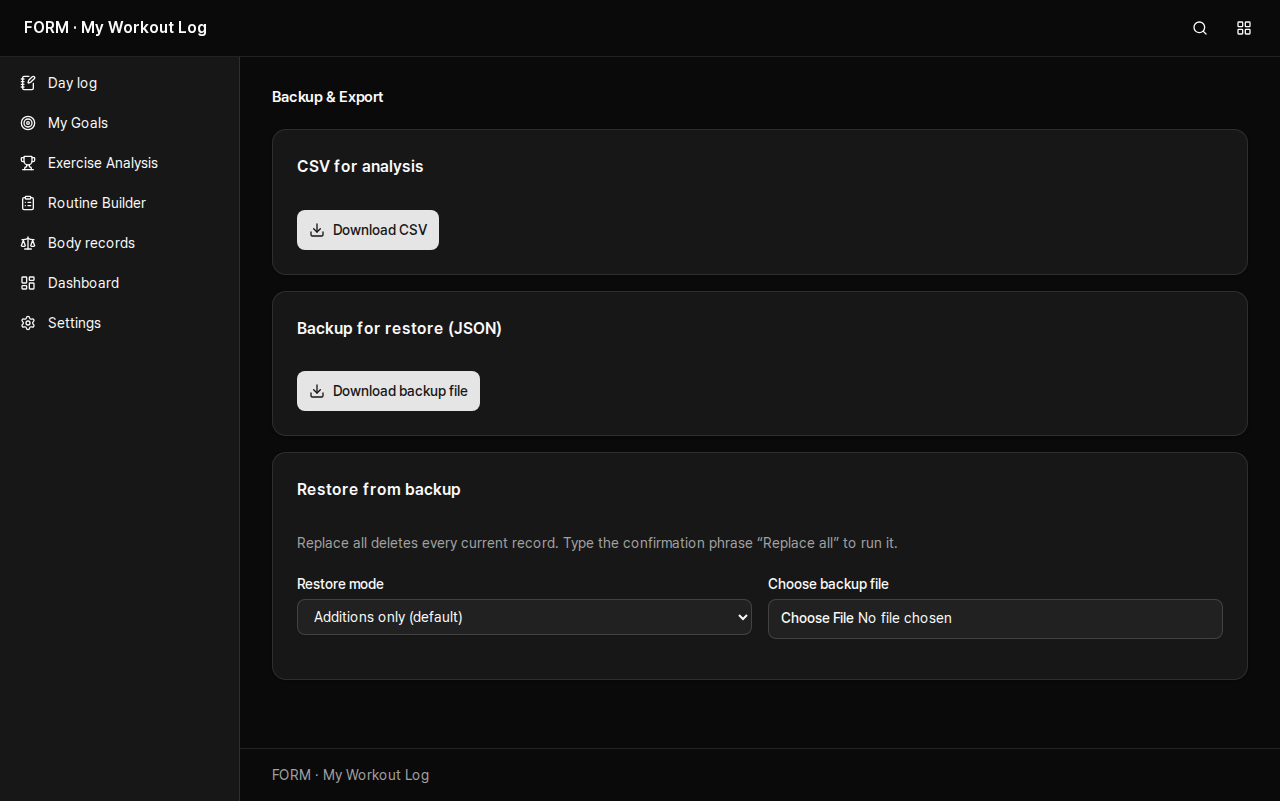 FORM · My Workout Log
Day log
My Goals
Exercise Analysis
Routine Builder
Body records
Dashboard
Settings
Backup & Export
CSV for analysis
Download CSV
Backup for restore (JSON)
Download backup file
Restore from backup
Replace all deletes every current record. Type the confirmation phrase “Replace all” to run it.
Restore mode
Additions only (default)
Choose backup file
Choose File No file chosen
FORM · My Workout Log